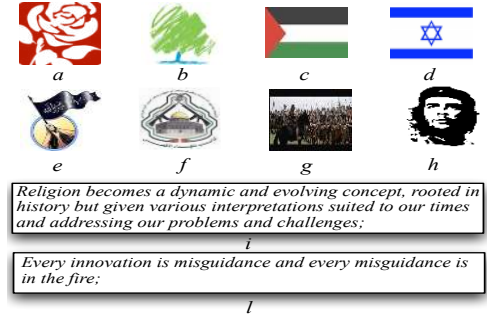 a b c d
e f g h
Religion becomes a dynamic and evolving concept, rooted in
history but given various interpretations suited to our times
and addressing our problems and challenges;
i
Every innovation is misguidance and every misguidance is
in the fire;
l